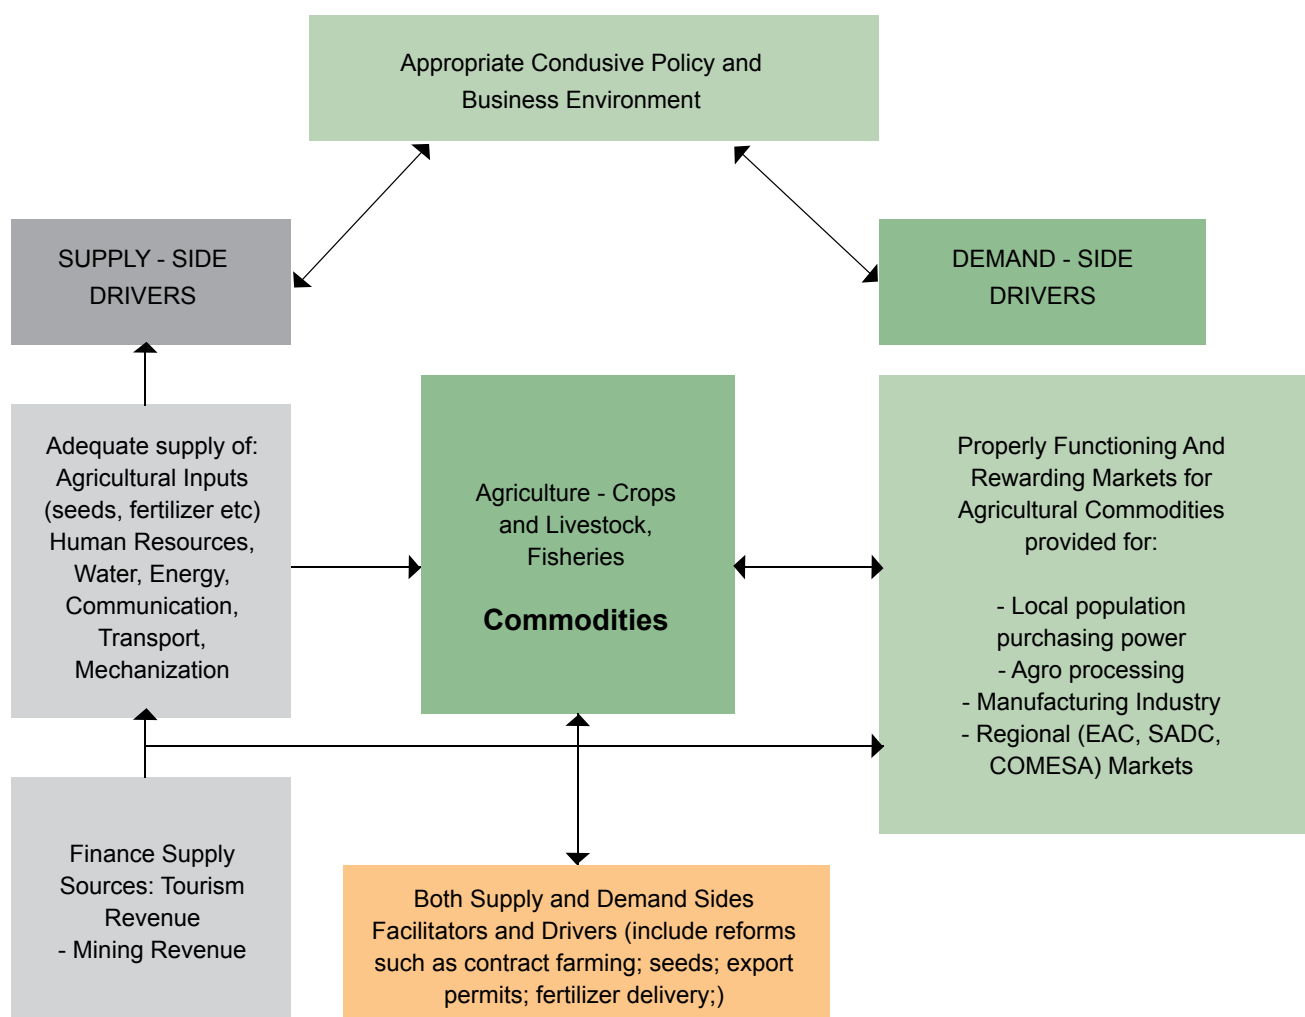 Appropriate Condusive Policy and
Business Environment
SUPPLY - SIDE
DRIVERS
DEMAND - SIDE
DRIVERS
Adequate supply of:
Agricultural Inputs
(seeds, fertilizer etc)
Human Resources,
Water, Energy,
Communication,
Transport,
Mechanization
Agriculture - Crops
and Livestock,
Fisheries
Commodities
Properly Functioning And
Rewarding Markets for
Agricultural Commodities
provided for:
- Local population
purchasing power
- Agro processing
- Manufacturing Industry
- Regional (EAC, SADC,
COMESA) Markets
Finance Supply
Sources: Tourism
Revenue
- Mining Revenue
Both Supply and Demand Sides
Facilitators and Drivers (include reforms
such as contract farming; seeds; export
permits; fertilizer delivery;)